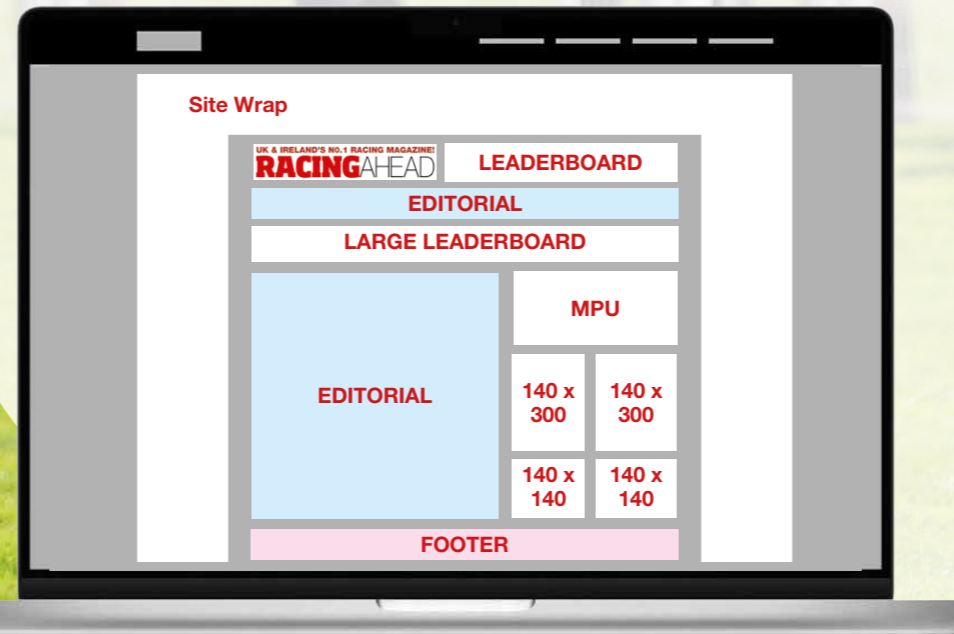 Site Wrap
UK & IRELAND'S NO.1 RACING MAGAZINE!
RACINGAHEAD
LEADERBOARD
EDITORIAL
LARGE LEADERBOARD
MPU
EDITORIAL
140 x
300
140 x
300
140 x
140
140 x
140
FOOTER